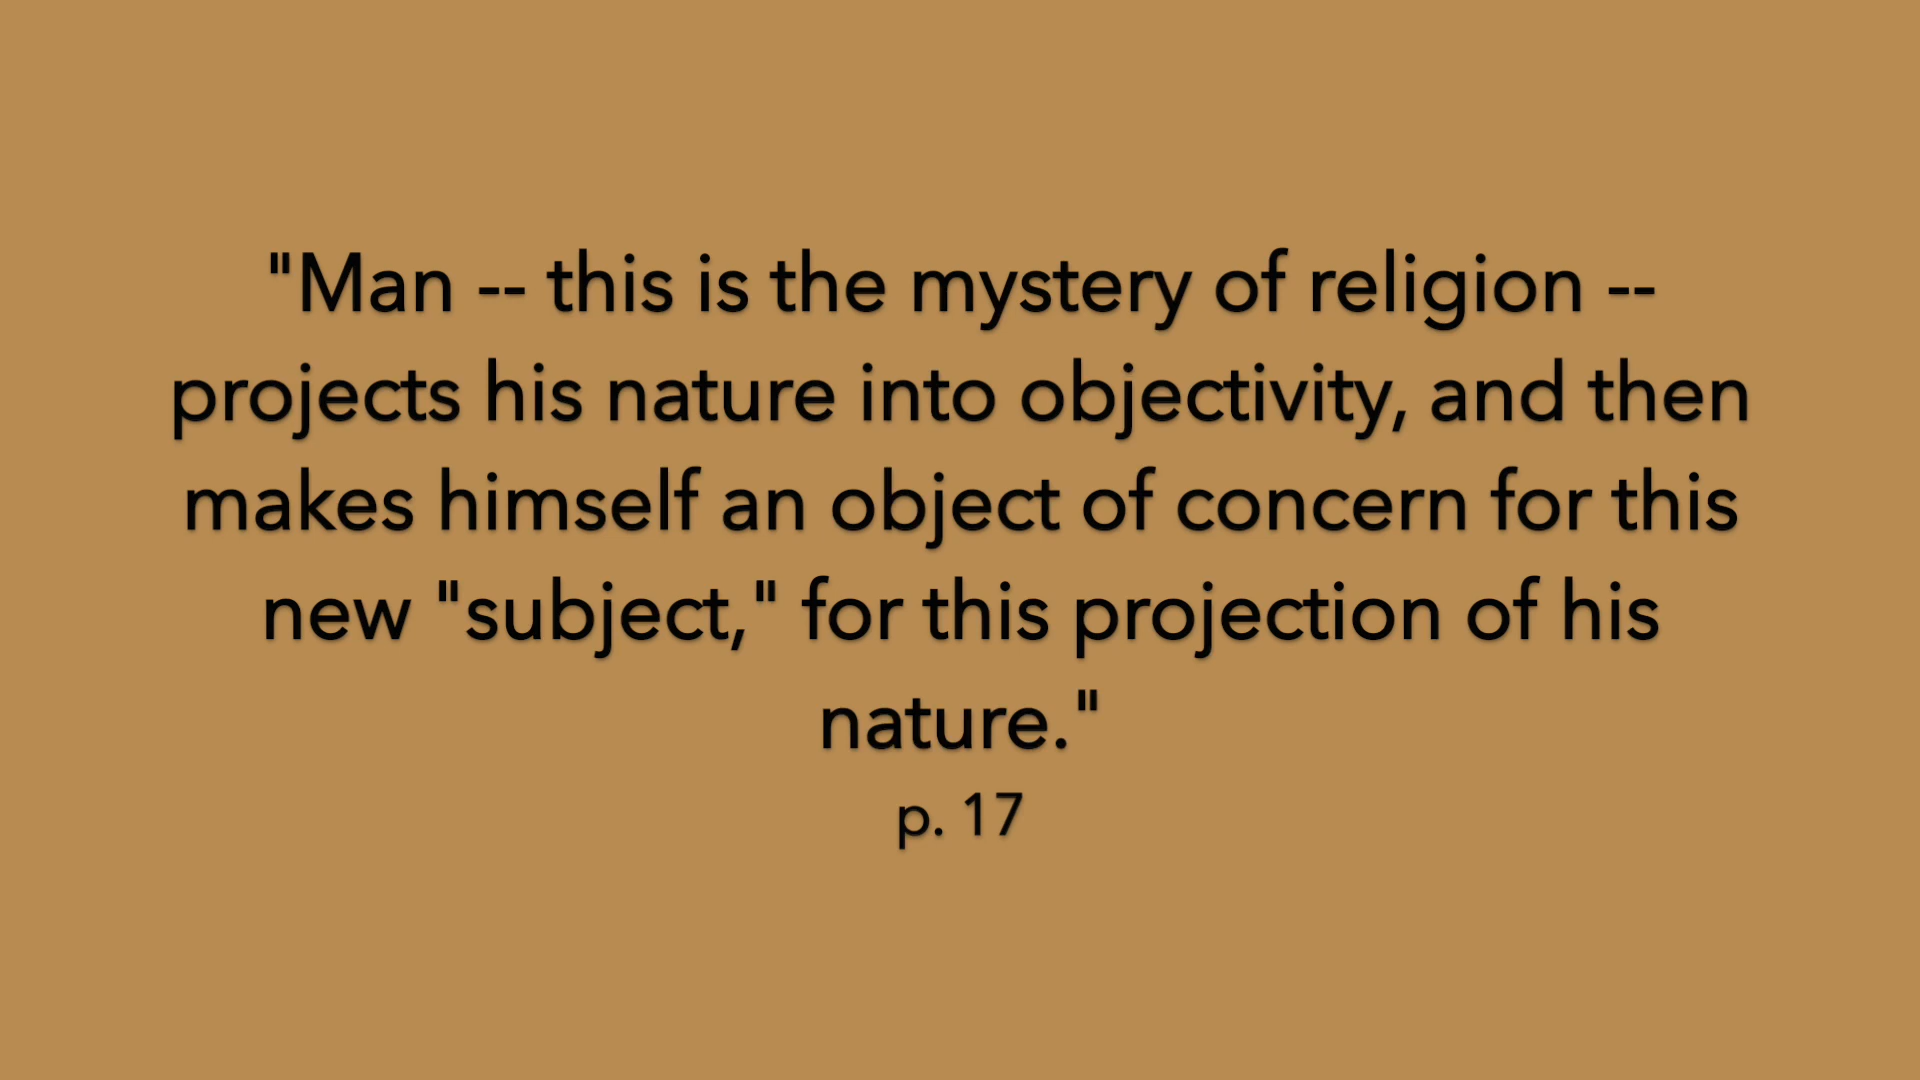 "Man -- this is the mystery of religion --
projects his nature into objectivity, and then
makes himself an object of concern for this
new "subject," for this projection of his
nature."
p. 17